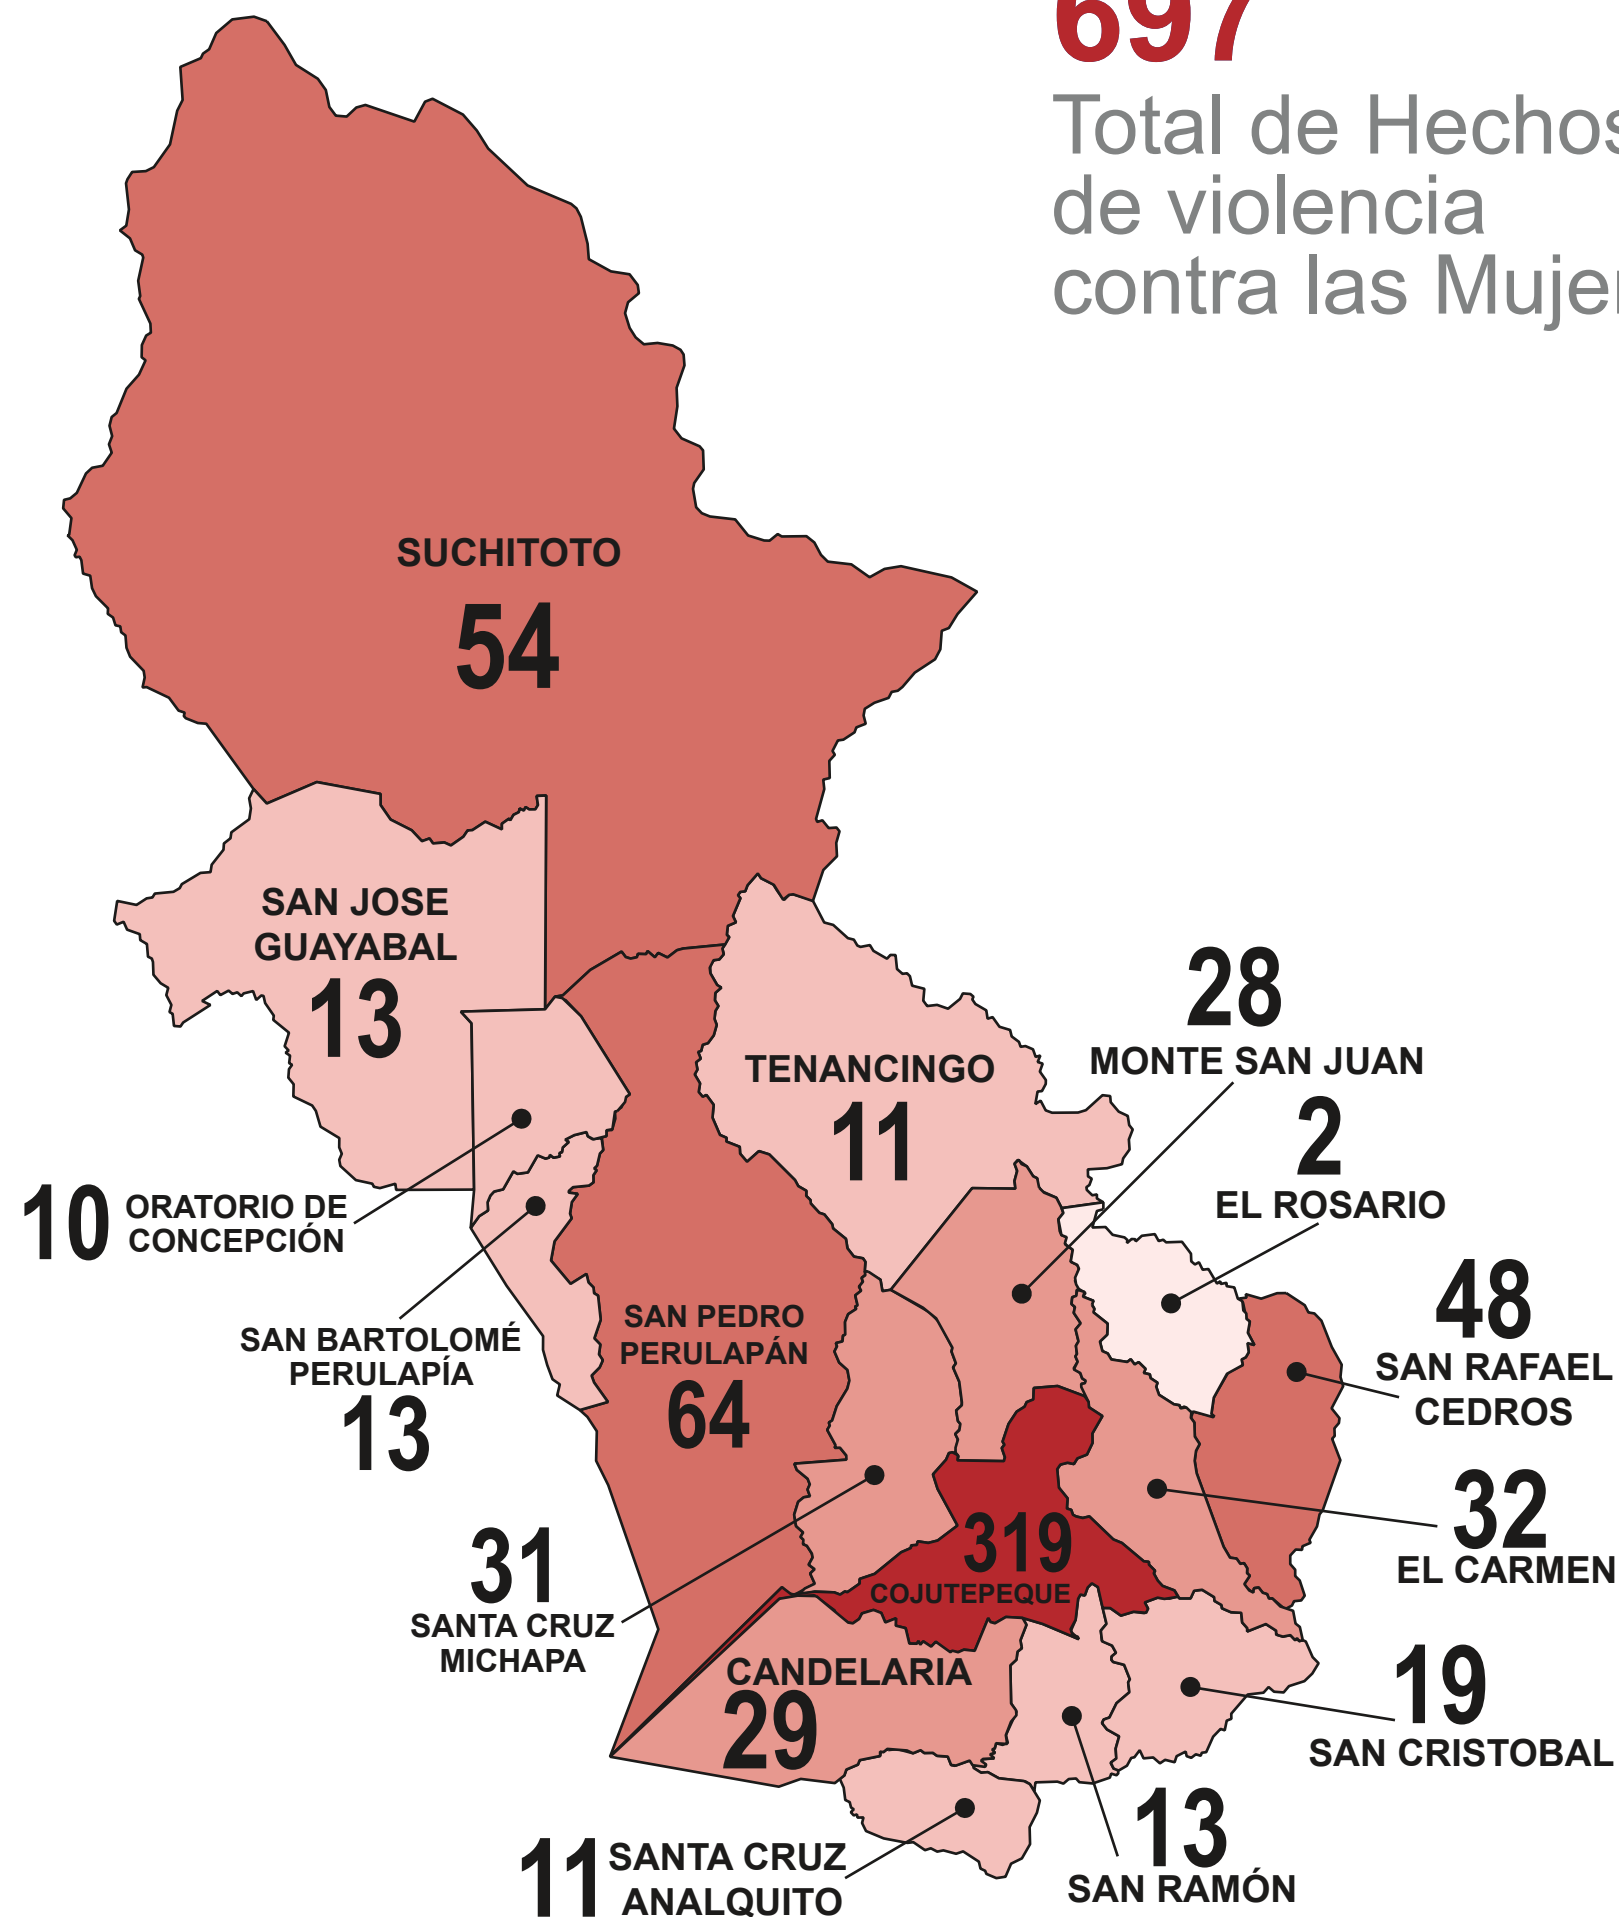 697
Total de Hechos
de violencia
contra las Mujer
SUCHITOTO
54
SAN JOSE
GUAYABAL
13
TENANCINGO
11
28
MONTE SAN JUAN
2
EL ROSARIO
10 ORATORIO DE
CONCEPCIÓN
48
SAN RAFAEL
CEDROS
SAN BARTOLOMÉ
PERULAPÍA
13
SAN PEDRO
PERULAPÁN
64
32
EL CARMEN
31
SANTA CRUZ
MICHAPA
319
COJUTEPEQUE
CANDELARIA
29
19
SAN CRISTOBAL
13
SAN RAMÓN
11 SANTA CRUZ
ANALQUITO